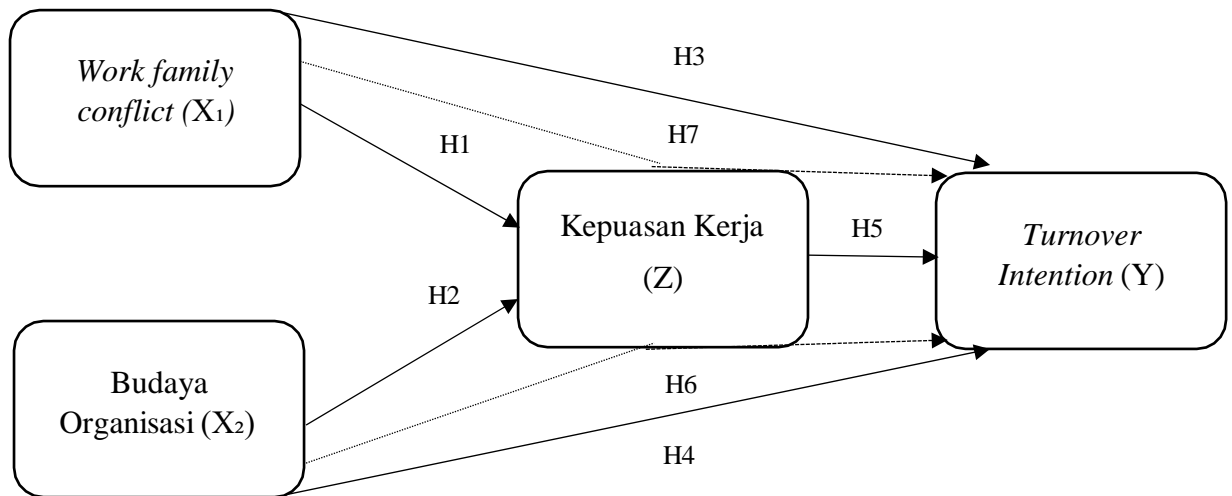 Work family
conflict (X₁)
H3
H7
H1
Kepuasan Kerja
(Z)
H5
Turnover
Intention (Y)
H2
Budaya
Organisasi (X₂)
H6
H4